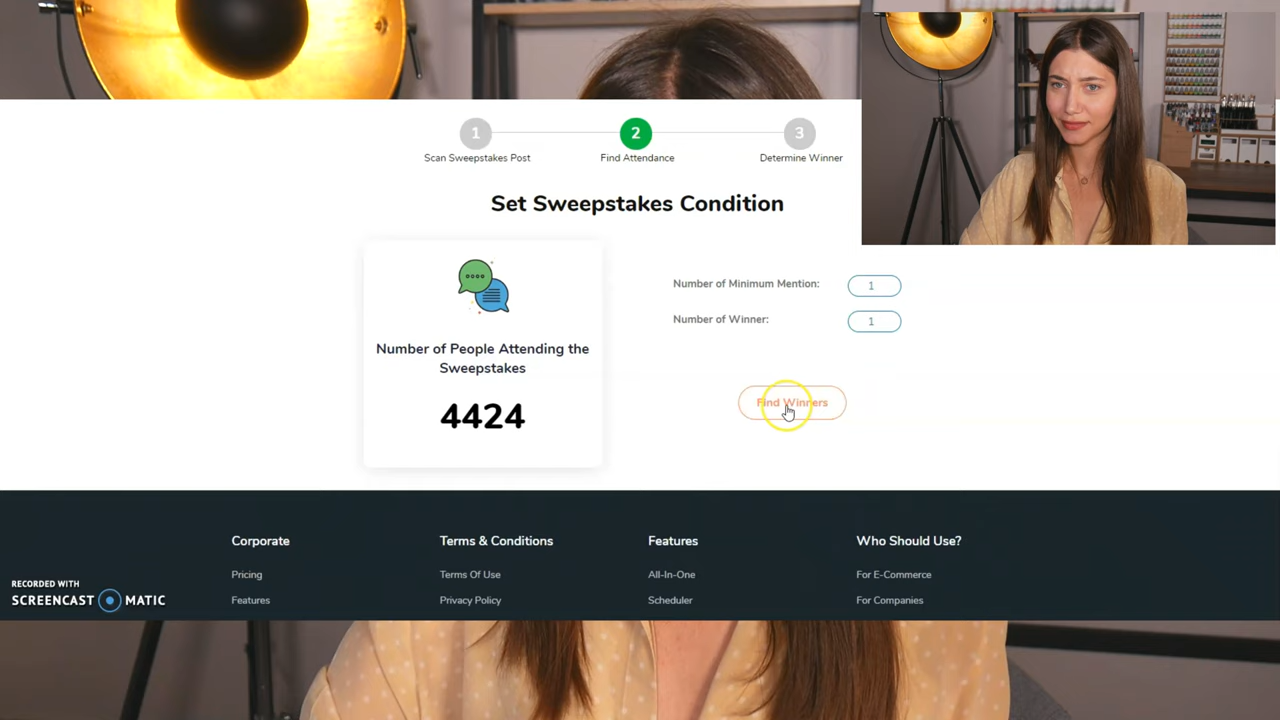 1
2
3
Scan Sweepstakes Post
Find Attendance
Determine Winner
Set Sweepstakes Condition
Number of People Attending the
Sweepstakes
4424
Number of Minimum Mention: 1
Number of Winner: 1
Find Winners
Corporate
Pricing
Features
Terms & Conditions
Terms Of Use
Privacy Policy
Features
All-In-One
Scheduler
Who Should Use?
For E-Commerce
For Companies
RECORDED WITH
SCREENCAST MATIC